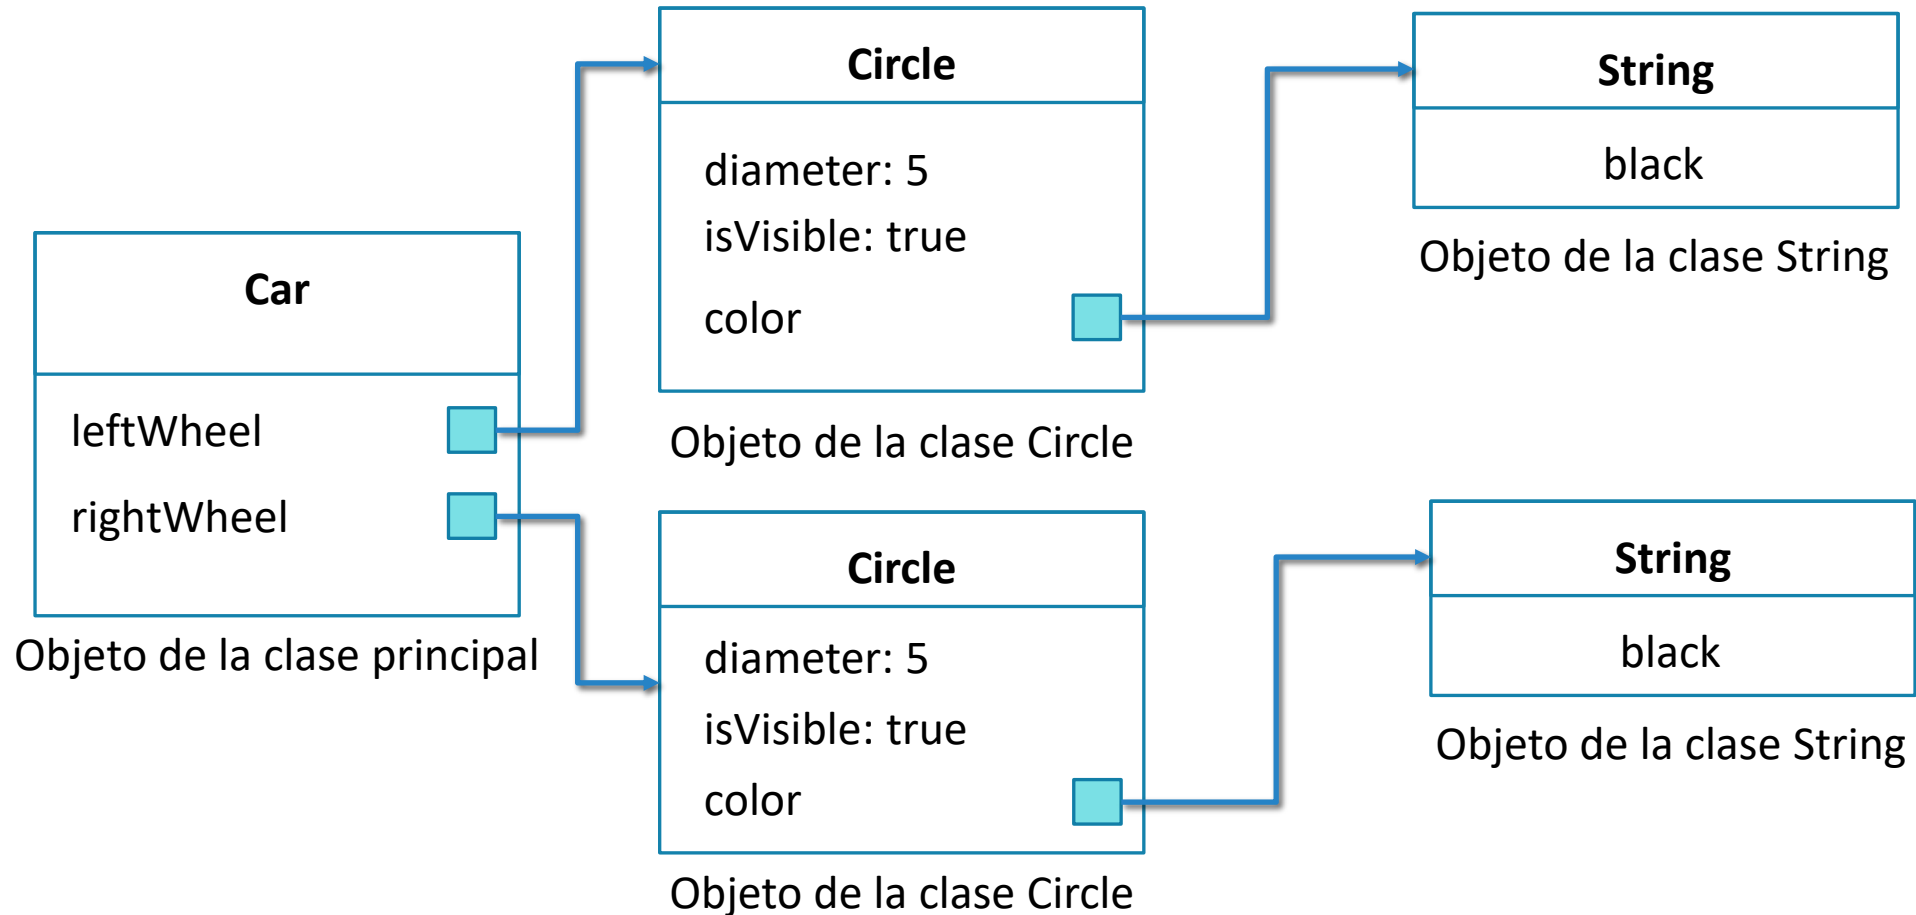 Car
leftWheel
rightWheel
Objeto de la clase principal
Circle
diameter: 5
isVisible: true
color
Objeto de la clase Circle
String
black
Objeto de la clase String
Circle
diameter: 5
isVisible: true
color
Objeto de la clase Circle
String
black
Objeto de la clase String